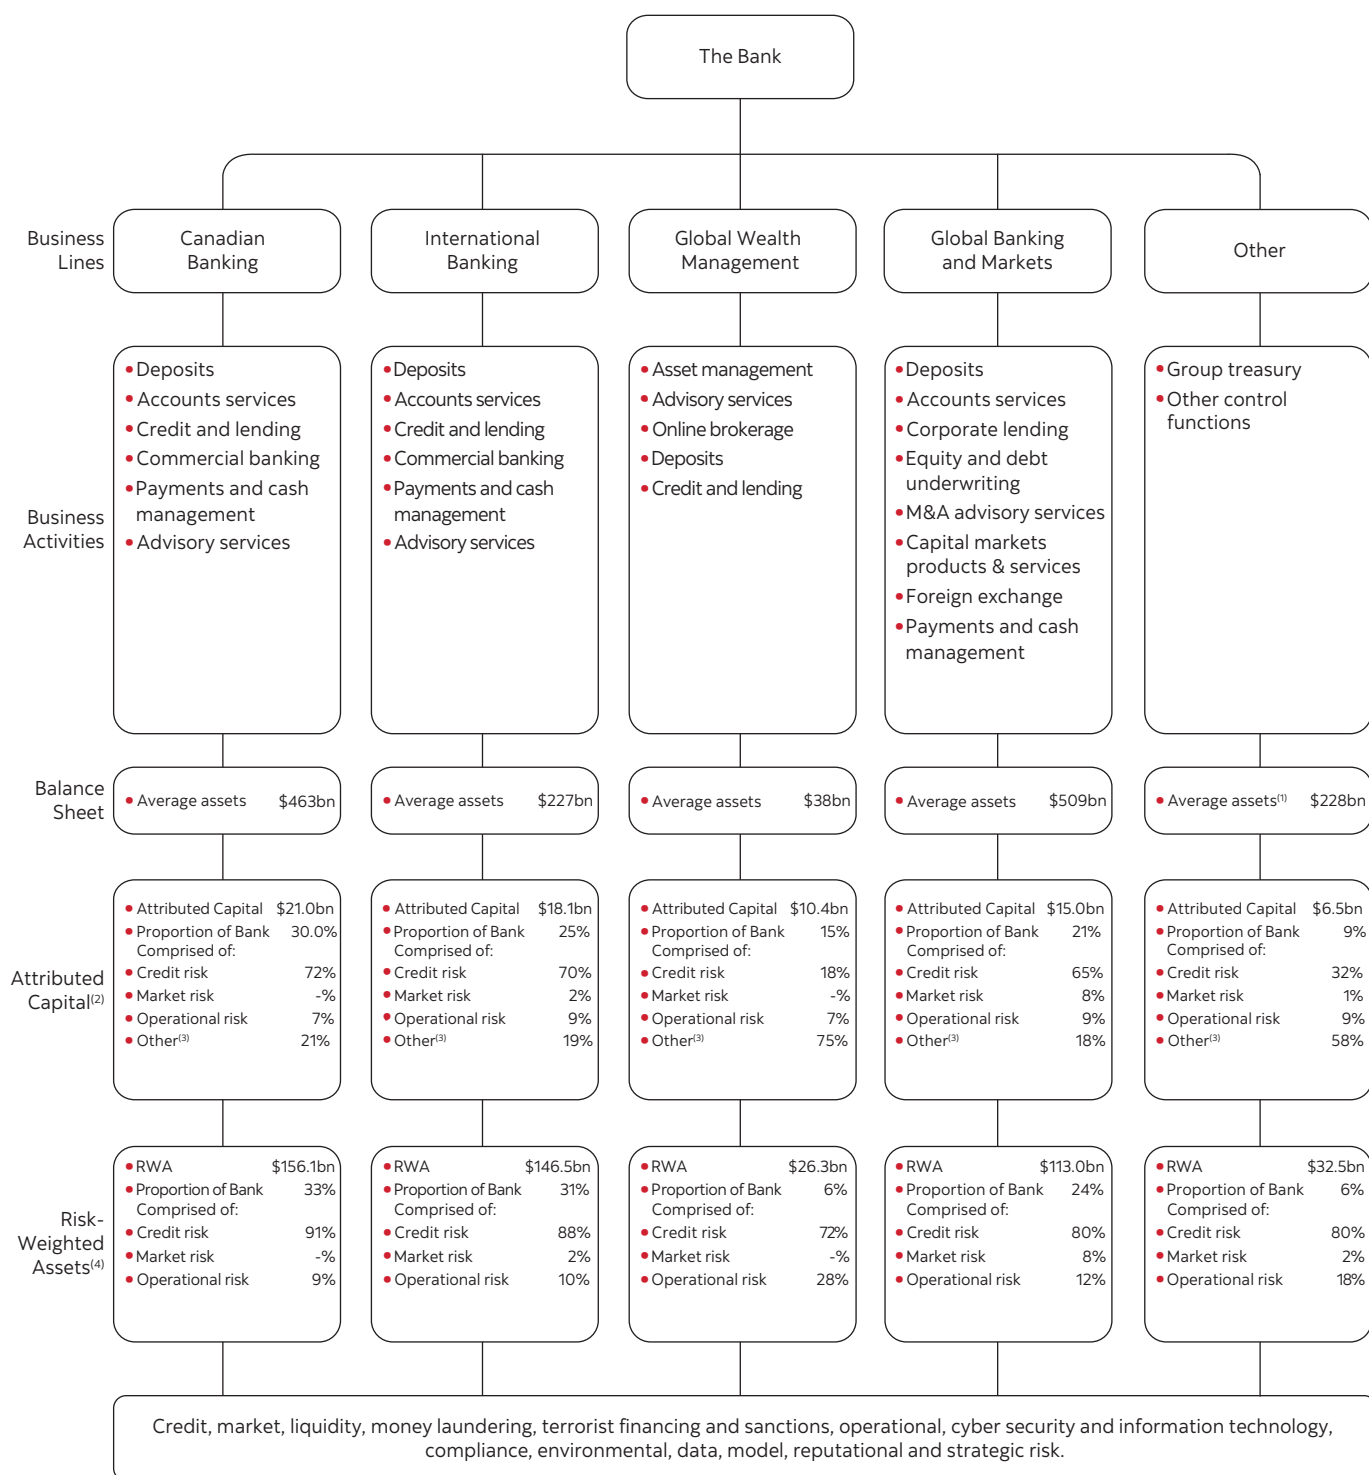 The Bank
Business
Lines
Canadian
Banking
International
Banking
Global Wealth
Management
Global Banking
and Markets
Other
Business
Activities
• Deposits
• Accounts services
• Credit and lending
• Commercial banking
• Payments and cash
management
• Advisory services
• Deposits
• Accounts services
• Credit and lending
• Commercial banking
• Payments and cash
management
• Advisory services
• Asset management
• Advisory services
• Online brokerage
• Deposits
• Credit and lending
• Deposits
• Accounts services
• Corporate lending
• Equity and debt
underwriting
• M&A advisory services
• Capital markets
products & services
• Foreign exchange
• Payments and cash
management
• Group treasury
• Other control
functions
Balance
Sheet
• Average assets $463bn
• Average assets $227bn
• Average assets $38bn
• Average assets $509bn
• Average assets(1) $228bn
Attributed
Capital(2)
• Attributed Capital $21.0bn
• Proportion of Bank 30.0%
Comprised of:
• Credit risk 72%
• Market risk -%
• Operational risk 7%
• Other(3) 21%
• Attributed Capital $18.1bn
• Proportion of Bank 25%
Comprised of:
• Credit risk 70%
• Market risk 2%
• Operational risk 9%
• Other(3) 19%
• Attributed Capital $10.4bn
• Proportion of Bank 15%
Comprised of:
• Credit risk 18%
• Market risk -%
• Operational risk 7%
• Other(3) 75%
• Attributed Capital $15.0bn
• Proportion of Bank 21%
Comprised of:
• Credit risk 65%
• Market risk 8%
• Operational risk 9%
• Other(3) 18%
• Attributed Capital $6.5bn
• Proportion of Bank 9%
Comprised of:
• Credit risk 32%
• Market risk 1%
• Operational risk 9%
• Other(3) 58%
Risk-
Weighted
Assets(4)
• RWA $156.1bn
• Proportion of Bank 33%
Comprised of:
• Credit risk 91%
• Market risk -%
• Operational risk 9%
• RWA $146.5bn
• Proportion of Bank 31%
Comprised of:
• Credit risk 88%
• Market risk 2%
• Operational risk 10%
• RWA $26.3bn
• Proportion of Bank 6%
Comprised of:
• Credit risk 72%
• Market risk -%
• Operational risk 28%
• RWA $113.0bn
• Proportion of Bank 24%
Comprised of:
• Credit risk 80%
• Market risk 8%
• Operational risk 12%
• RWA $32.5bn
• Proportion of Bank 6%
Comprised of:
• Credit risk 80%
• Market risk 2%
• Operational risk 18%
Credit, market, liquidity, money laundering, terrorist financing and sanctions, operational, cyber security and information technology,
compliance, environmental, data, model, reputational and strategic risk.